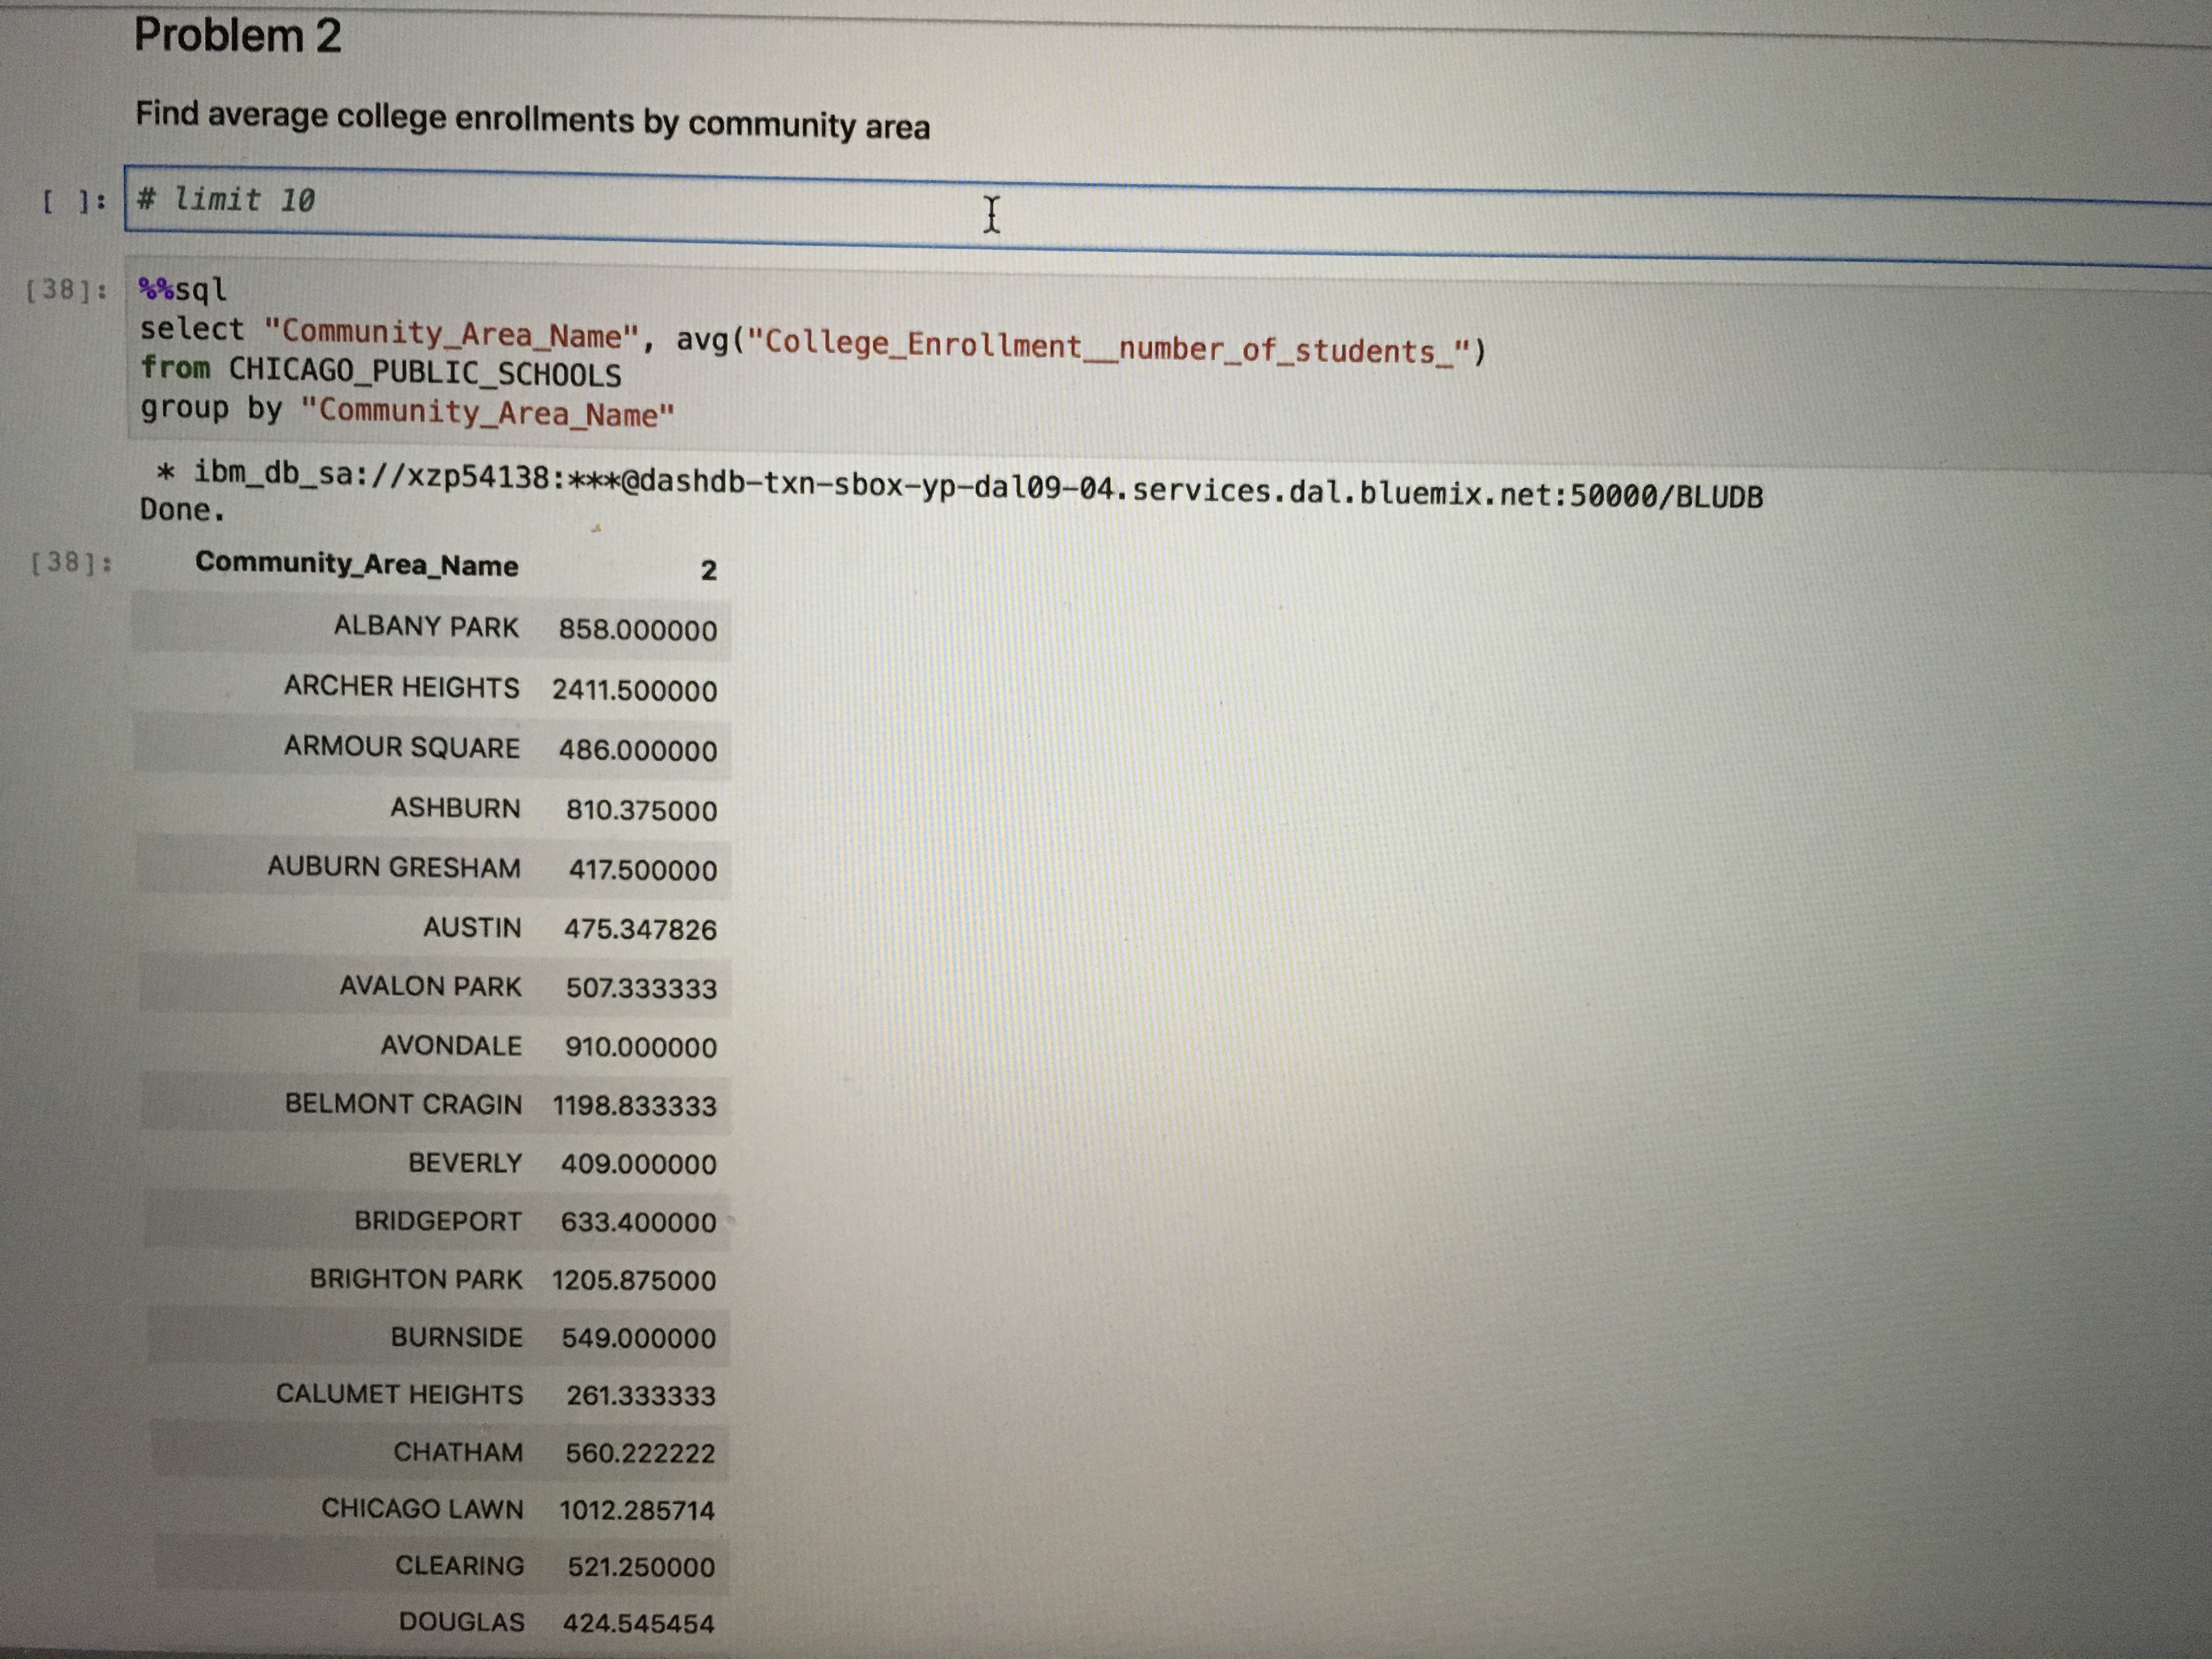 Problem 2
Find average college enrollments by community area
[ ]: # limit 10
[38]: %%sql
select "Community_Area_Name", avg("College_Enrollment__number_of_students_")
from CHICAGO_PUBLIC_SCHOOLS
group by "Community_Area_Name"
* ibm_db_sa://xzp54138:***@dashdb-txn-sbox-yp-dal09-04.services.dal.bluemix.net:50000/BLUDB
Done.
[38]: Community_Area_Name 2
ALBANY PARK 858.000000
ARCHER HEIGHTS 2411.500000
ARMOUR SQUARE 486.000000
ASHBURN 810.375000
AUBURN GRESHAM 417.500000
AUSTIN 475.347826
AVALON PARK 507.333333
AVONDALE 910.000000
BELMONT CRAGIN 1198.833333
BEVERLY 409.000000
BRIDGEPORT 633.400000
BRIGHTON PARK 1205.875000
BURNSIDE 549.000000
CALUMET HEIGHTS 261.333333
CHATHAM 560.222222
CHICAGO LAWN 1012.285714
CLEARING 521.250000
DOUGLAS 424.545454